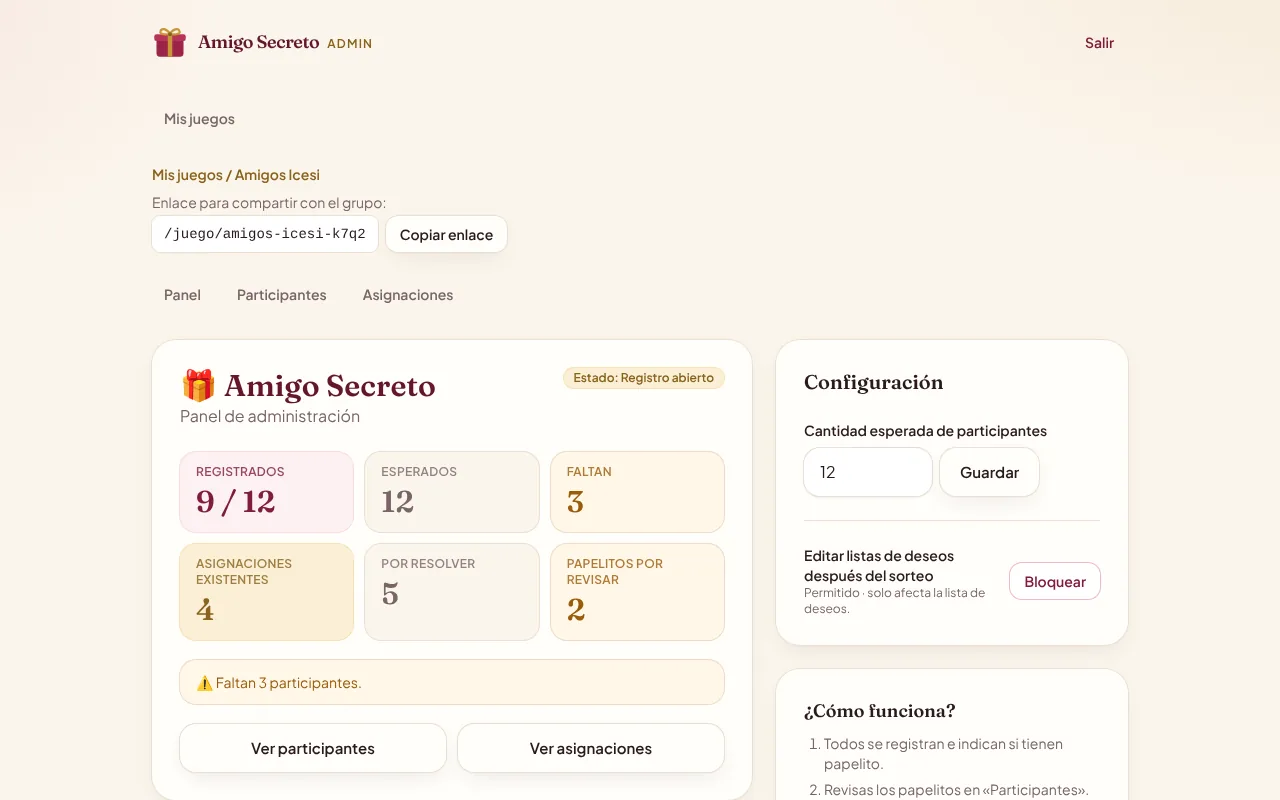 Amigo Secreto ADMIN
Salir
Mis juegos
Mis juegos / Amigos Icesi
Enlace para compartir con el grupo:
/juego/amigos-icesi-k7q2
Copiar enlace
Panel
Participantes
Asignaciones
Amigo Secreto
Estado: Registro abierto
Panel de administración
REGISTRADOS
9 / 12
ESPERADOS
12
FALTAN
3
ASIGNACIONES
EXISTENTES
4
POR RESOLVER
5
PAPELITOS POR
REVISAR
2
Faltan 3 participantes.
Ver participantes
Ver asignaciones
Configuración
Cantidad esperada de participantes
12
Guardar
Editar listas de deseos
después del sorteo
Permitido · solo afecta la lista de
deseos.
Bloquear
¿Cómo funciona?
1. Todos se registran e indican si tienen
papelito.
2. Revisas los papelitos en «Participantes».